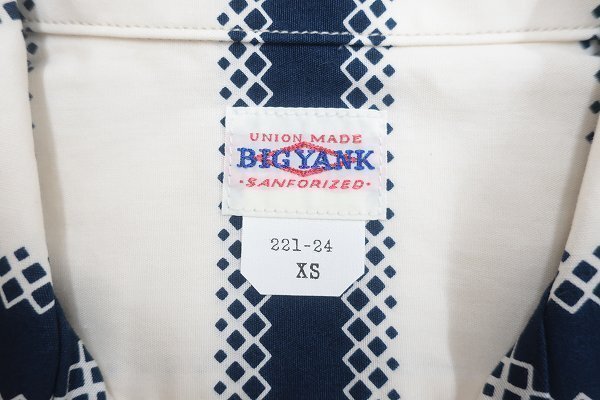 UNION MADE
BIG YANK
·SANFORIZED·
221-24
XS